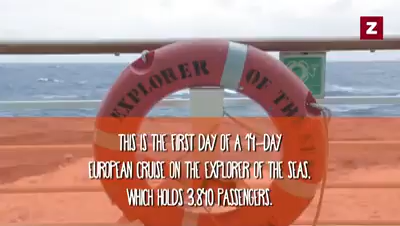 Z
EXPLORER OF TH
THIS IS THE FIRST DAY OF A 14-DAY
EUROPEAN CRUISE ON THE EXPLORER OF THE SEAS,
WHICH HOLDS 3,840 PASSENGERS.